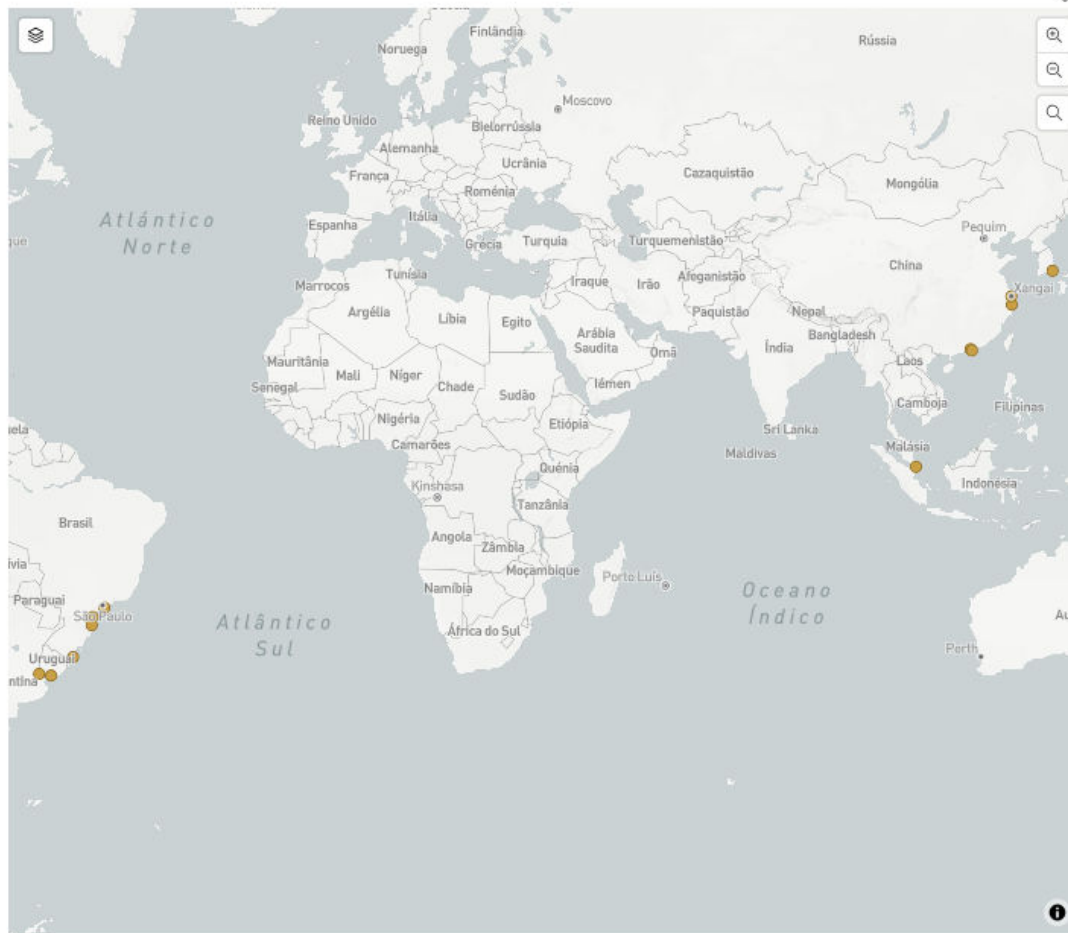 Finlândia
Noruega
Rússia
Moscovo
Reino Unido
Bielorrússia
Alemanha
Ucrânia
França
Cazaquistão
Mongólia
Roménia
Atlântico
Norte
Itália
Espanha
Pequim
Grécia
Turquia
Turquemenistão
Tunísia
China
Marrocos
Iraque
Irão
Afeganistão
Xangai
Argélia
Líbia
Egito
Paquistão
Nepal
Arábia
Saudita
Bangladesh
Índia
Omã
Mauritânia
Laos
Mali
Níger
Chade
Iémen
Senegal
Sudão
Camboja
Filipinas
Nigéria
Etiópia
Sri Lanka
uela
Camarões
Maldivas
Malásia
Quénia
Kinshasa
Indonésia
Tanzânia
Brasil
Angola
Zâmbia
ívia
Moçambique
Porto Luís
Namíbia
Oceano
Índico
Paraguai
São Paulo
Atlântico
Sul
África do Sul
Au
Perth
Uruguai
ntina